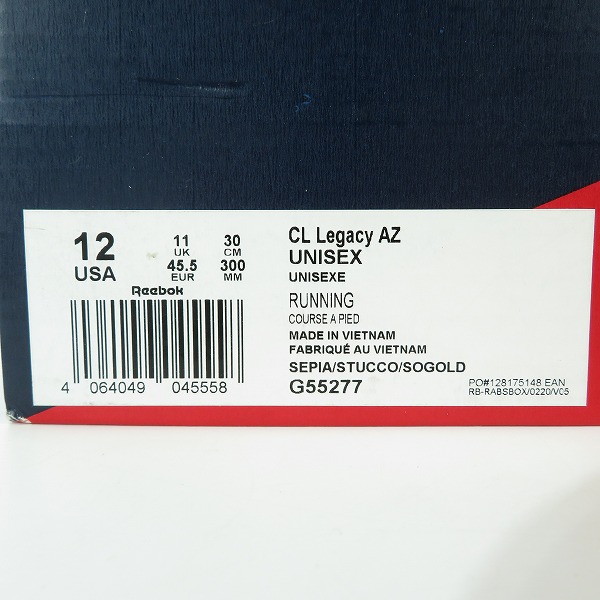 12
USA
11
UK
45.5
EUR
30
CM
300
MM
Reebok
4 064049 045558
CL Legacy AZ
UNISEX
UNISEXE
RUNNING
COURSE A PIED
MADE IN VIETNAM
FABRIQUÉ AU VIETNAM
SEPIA/STUCCO/SOGOLD
G55277
PO#128175148 EAN
RB-RABSBOX/0220/V05